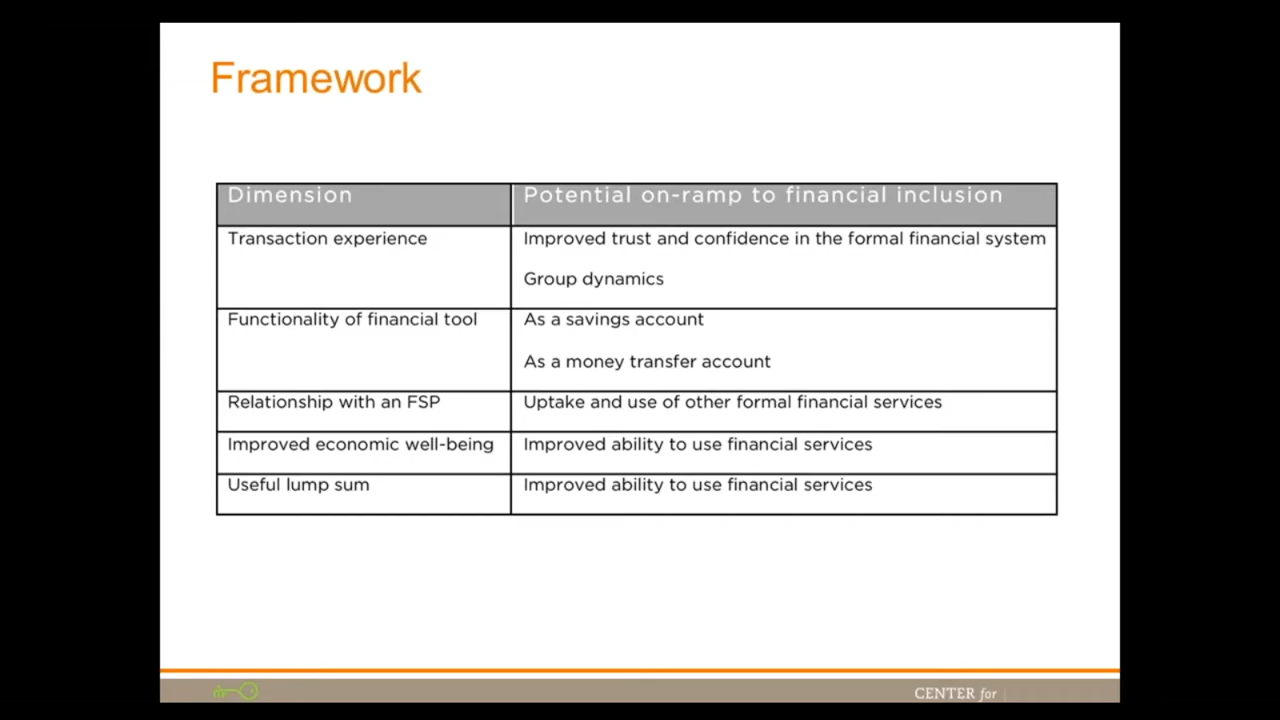 Framework
Dimension
Potential on-ramp to financial inclusion
Transaction experience
Improved trust and confidence in the formal financial system
Group dynamics
Functionality of financial tool
As a savings account
As a money transfer account
Relationship with an FSP
Uptake and use of other formal financial services
Improved economic well-being
Improved ability to use financial services
Useful lump sum
Improved ability to use financial services
CENTER for